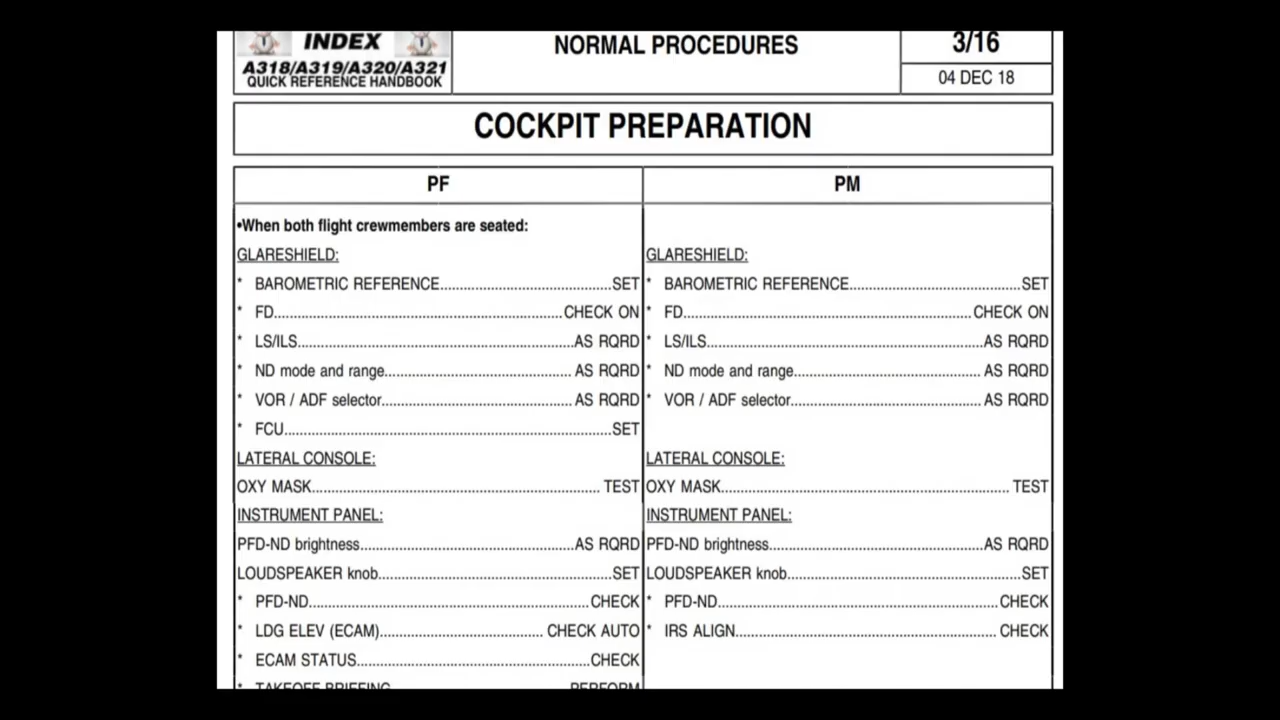 INDEX
A318/A319/A320/A321
QUICK REFERENCE HANDBOOK
NORMAL PROCEDURES
3/16
04 DEC 18
COCKPIT PREPARATION
PF PM
•When both flight crewmembers are seated:
GLARESHIELD: GLARESHIELD:
* BAROMETRIC REFERENCE........................................SET * BAROMETRIC REFERENCE........................................SET
* FD....................................................................CHECK ON * FD....................................................................CHECK ON
* LS/ILS.................................................................AS RQRD * LS/ILS.................................................................AS RQRD
* ND mode and range............................................ AS RQRD * ND mode and range............................................ AS RQRD
* VOR / ADF selector............................................. AS RQRD * VOR / ADF selector............................................. AS RQRD
* FCU..............................................................................SET
LATERAL CONSOLE: LATERAL CONSOLE:
OXY MASK..................................................................... TEST OXY MASK..................................................................... TEST
INSTRUMENT PANEL: INSTRUMENT PANEL:
PFD-ND brightness....................................................AS RQRD PFD-ND brightness....................................................AS RQRD
LOUDSPEAKER knob........................................................SET LOUDSPEAKER knob........................................................SET
* PFD-ND...................................................................CHECK * PFD-ND...................................................................CHECK
* LDG ELEV (ECAM)....................................... CHECK AUTO * IRS ALIGN................................................................ CHECK
* ECAM STATUS........................................................CHECK
* TAKEOFF BRIEFING.............................................PERFORM